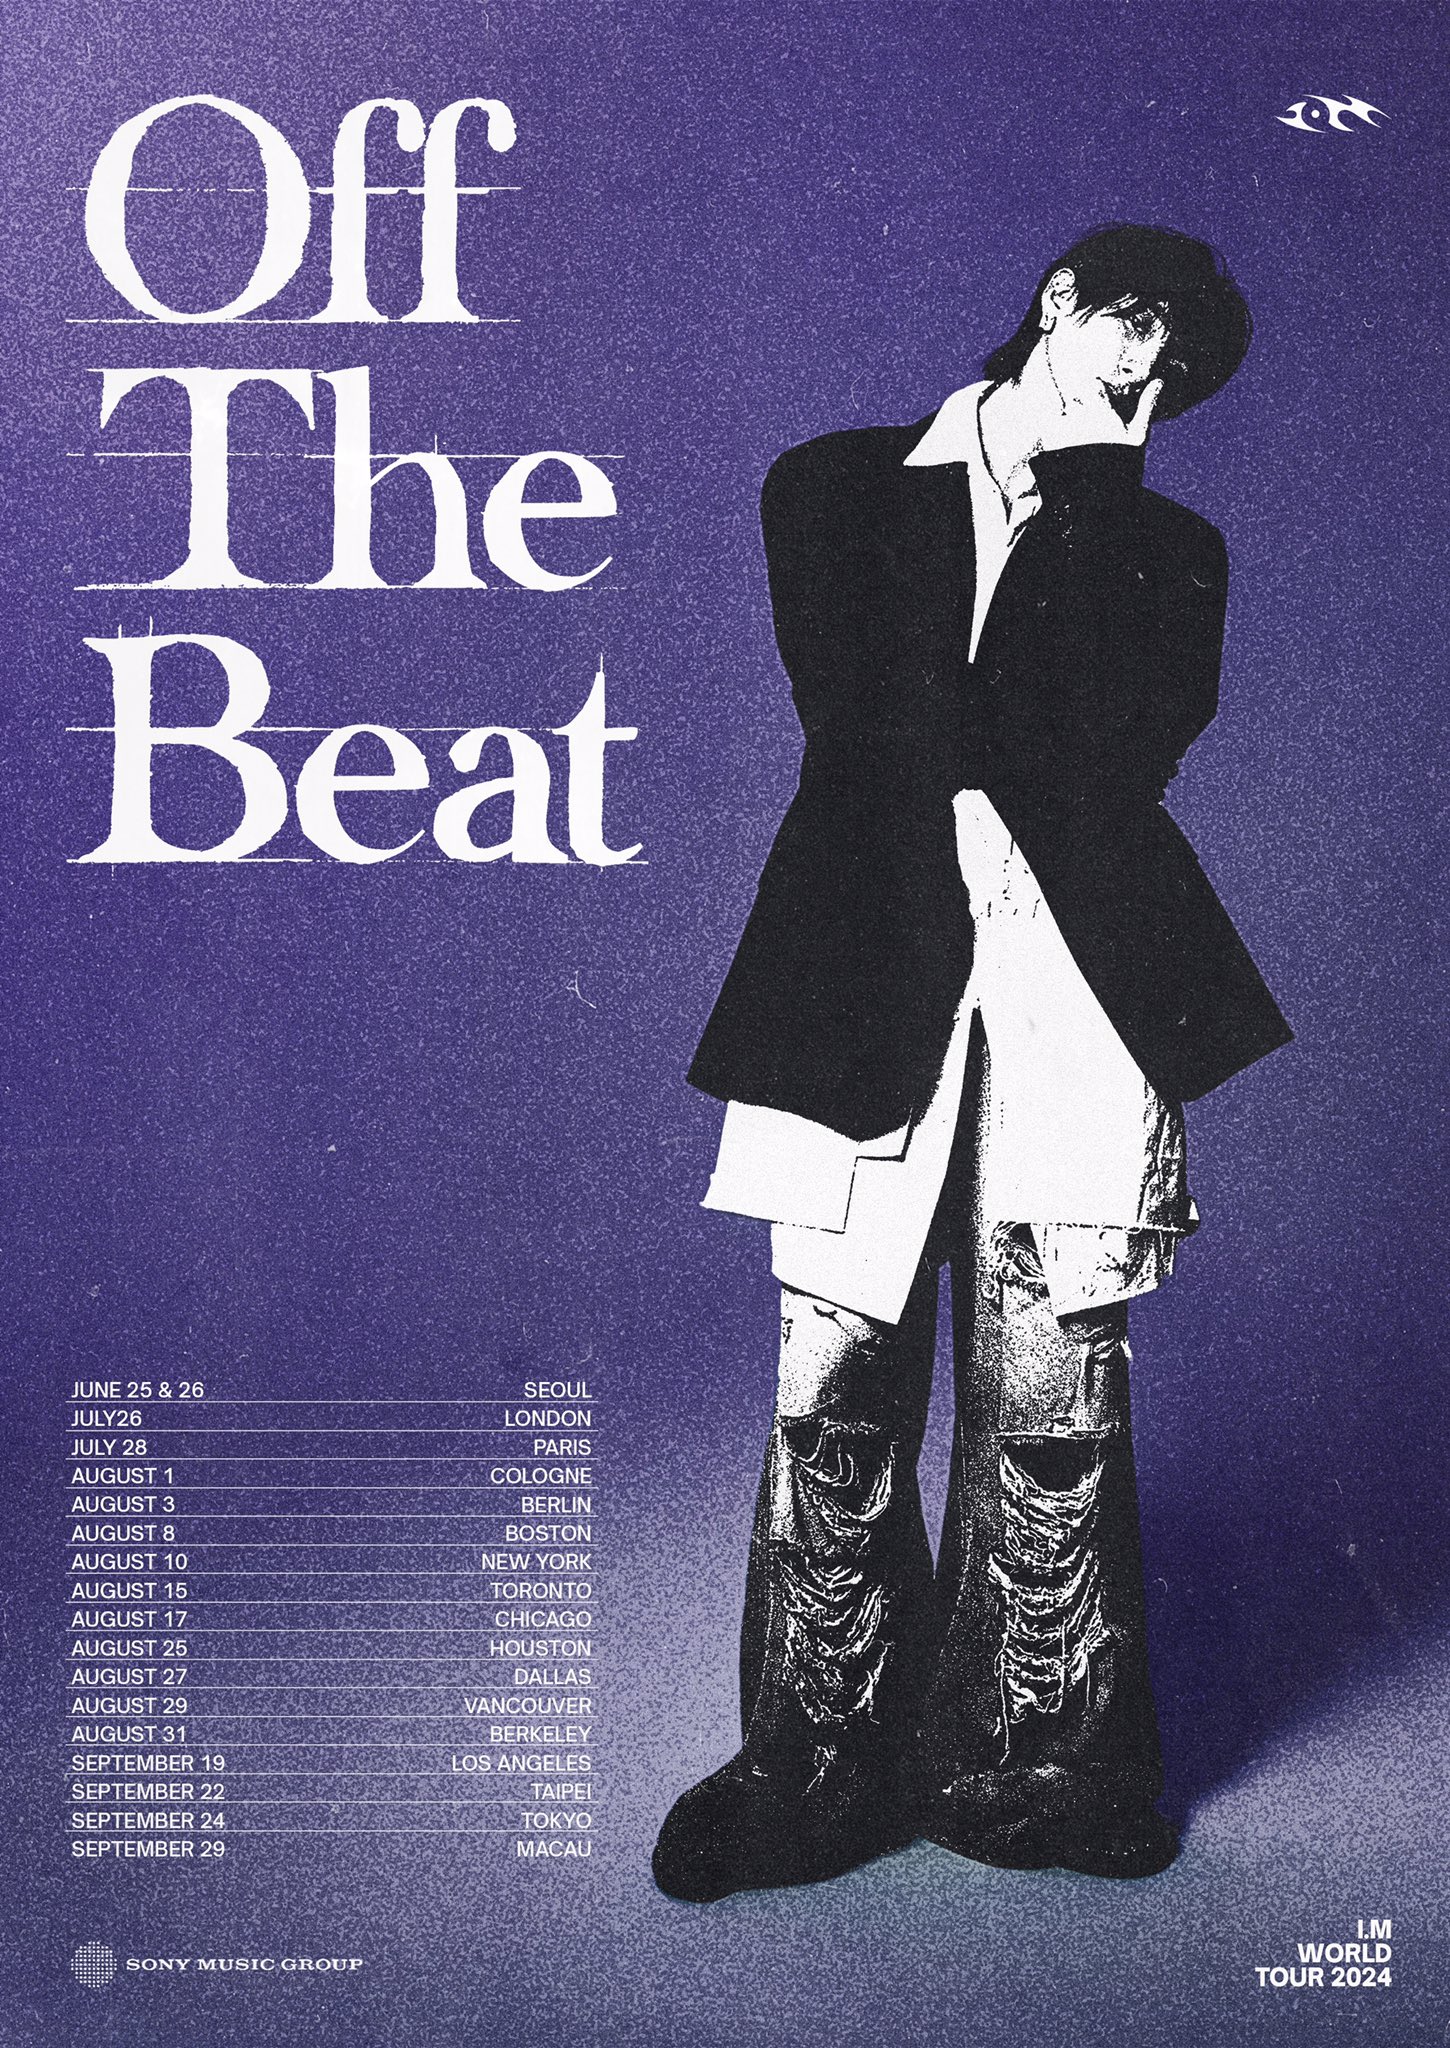 Off
The
Beat
JUNE 25 & 26 SEOUL
JULY26 LONDON
JULY 28 PARIS
AUGUST 1 COLOGNE
AUGUST 3 BERLIN
AUGUST 8 BOSTON
AUGUST 10 NEW YORK
AUGUST 15 TORONTO
AUGUST 17 CHICAGO
AUGUST 25 HOUSTON
AUGUST 27 DALLAS
AUGUST 29 VANCOUVER
AUGUST 31 BERKELEY
SEPTEMBER 19 LOS ANGELES
SEPTEMBER 22 TAIPEI
SEPTEMBER 24 TOKYO
SEPTEMBER 29 MACAU
SONY MUSIC GROUP
I.M
WORLD
TOUR 2024